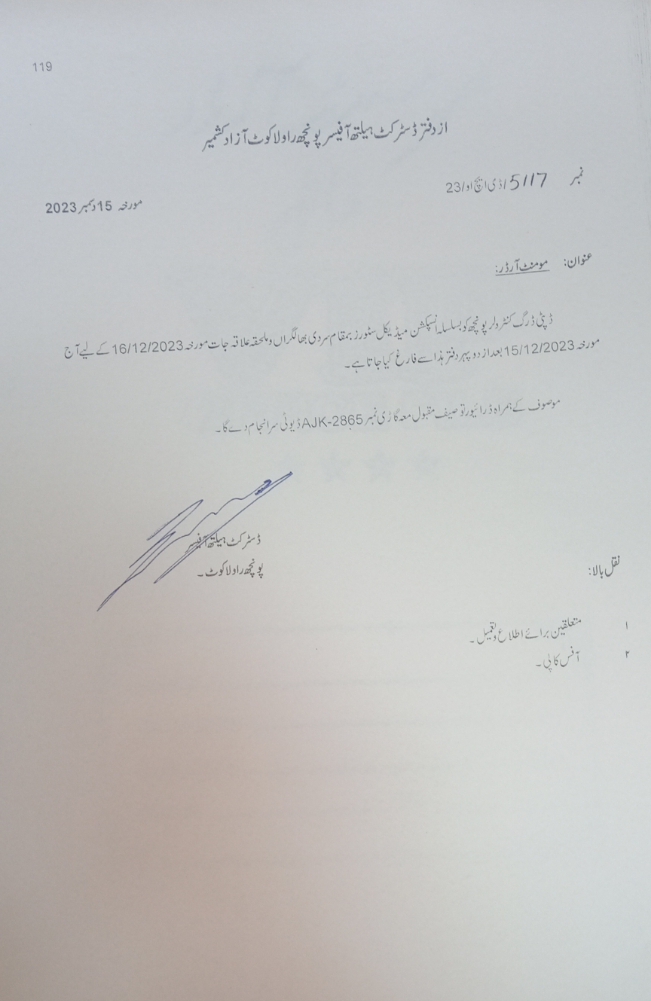 119
از دفتر ڈسٹرکٹ ہیلتھ آفیسر پونچھ راولاکوٹ آزاد کشمیر
نمبر 5117/ڈی ایچ او/23
مورخہ 15 دسمبر 2023
عنوان: مومنٹ آرڈر:
ڈپٹی ڈرگ کنٹرولر پونچھ کو بسلسلہ انسپکشن میڈیکل سٹورز بمقام سردی بھالگراں و ملحقہ علاقہ جات مورخہ 16/12/2023 کے لیے آج
مورخہ 15/12/2023 بعد از دوپہر دفتر ہذا سے فارغ کیا جاتا ہے۔
موصوف کے ہمراہ ڈرائیور توصیف مقبول معہ گاڑی نمبر AJK-2865 ڈیوٹی سرانجام دے گا۔
ڈسٹرکٹ ہیلتھ آفیسر
پونچھ راولاکوٹ۔
نقل بالا:
۱ متعلقین برائے اطلاع و تعمیل۔
۲ آفس کاپی۔